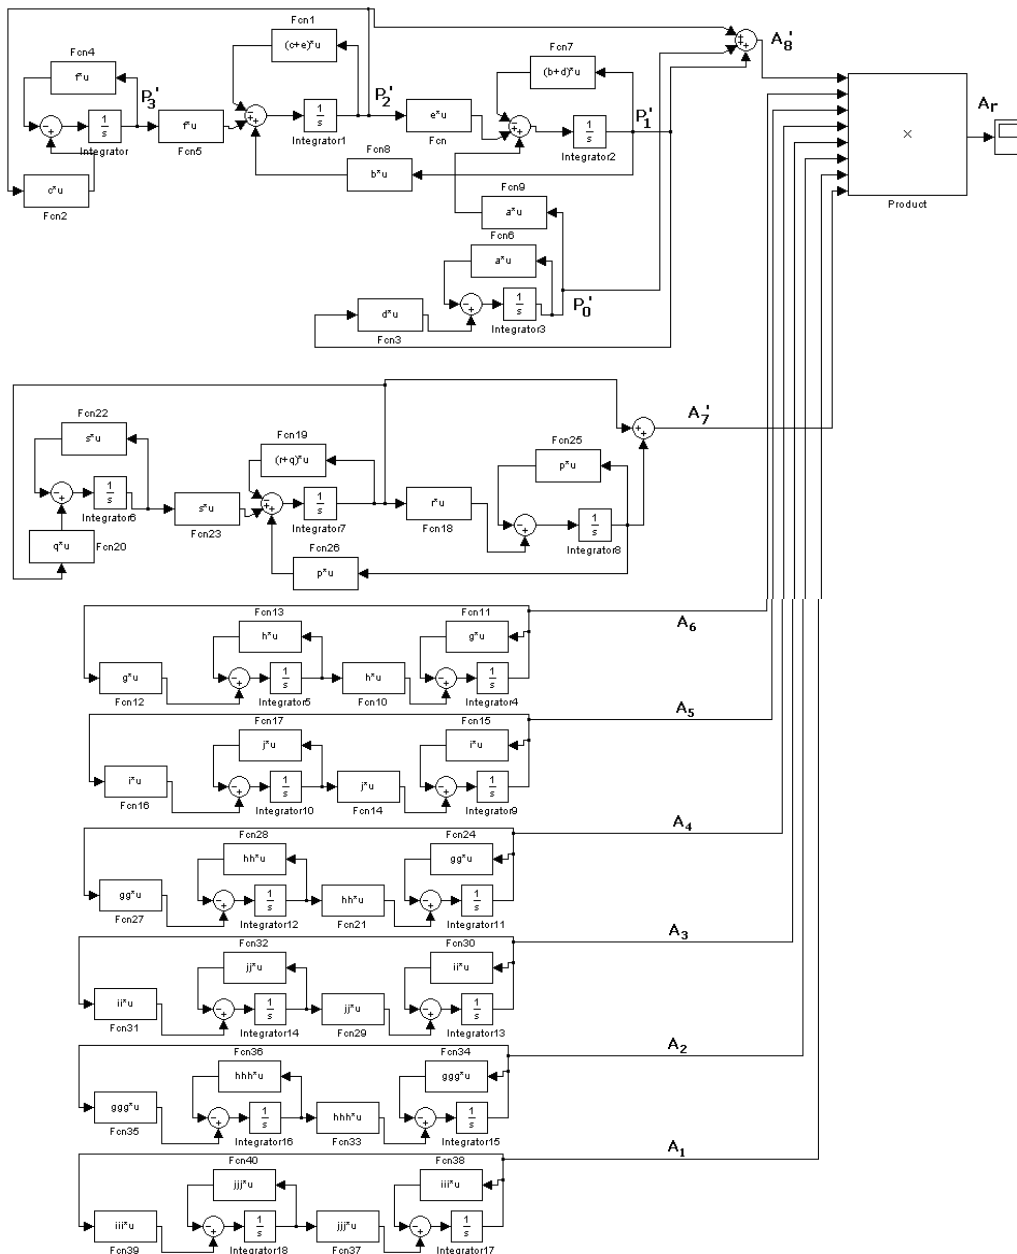 Fcn1
(c+e)*u
Fcn4
f*u
P3'
1/s
Integrator
f*u
Fcn5
c*u
Fcn2
1/s
Integrator1
P2'
e*u
Fcn
Fcn7
(b+d)*u
1/s
Integrator2
P1'
Fcn8
b*u
Fcn9
a*u
Fcn6
a*u
1/s
Integrator3
P0'
d*u
Fcn3
A8'
×
Product
Ar
Fcn22
s*u
1/s
Integrator6
q*u
Fcn20
s*u
Fcn23
Fcn19
(r+q)*u
1/s
Integrator7
r*u
Fcn18
Fcn25
p*u
1/s
Integrator8
Fcn26
p*u
A7'
Fcn13
h*u
Fcn11
g*u
g*u
Fcn12
1/s
Integrator5
h*u
Fcn10
1/s
Integrator4
A6
Fcn17
j*u
Fcn15
i*u
i*u
Fcn16
1/s
Integrator10
j*u
Fcn14
1/s
Integrator9
A5
Fcn28
hh*u
Fcn24
gg*u
gg*u
Fcn27
1/s
Integrator12
hh*u
Fcn21
1/s
Integrator11
A4
Fcn32
jj*u
Fcn30
ii*u
ii*u
Fcn31
1/s
Integrator14
jj*u
Fcn29
1/s
Integrator13
A3
Fcn36
hhh*u
Fcn34
ggg*u
ggg*u
Fcn35
1/s
Integrator16
hhh*u
Fcn33
1/s
Integrator15
A2
Fcn40
jjj*u
Fcn38
iii*u
iii*u
Fcn39
1/s
Integrator18
jjj*u
Fcn37
1/s
Integrator17
A1